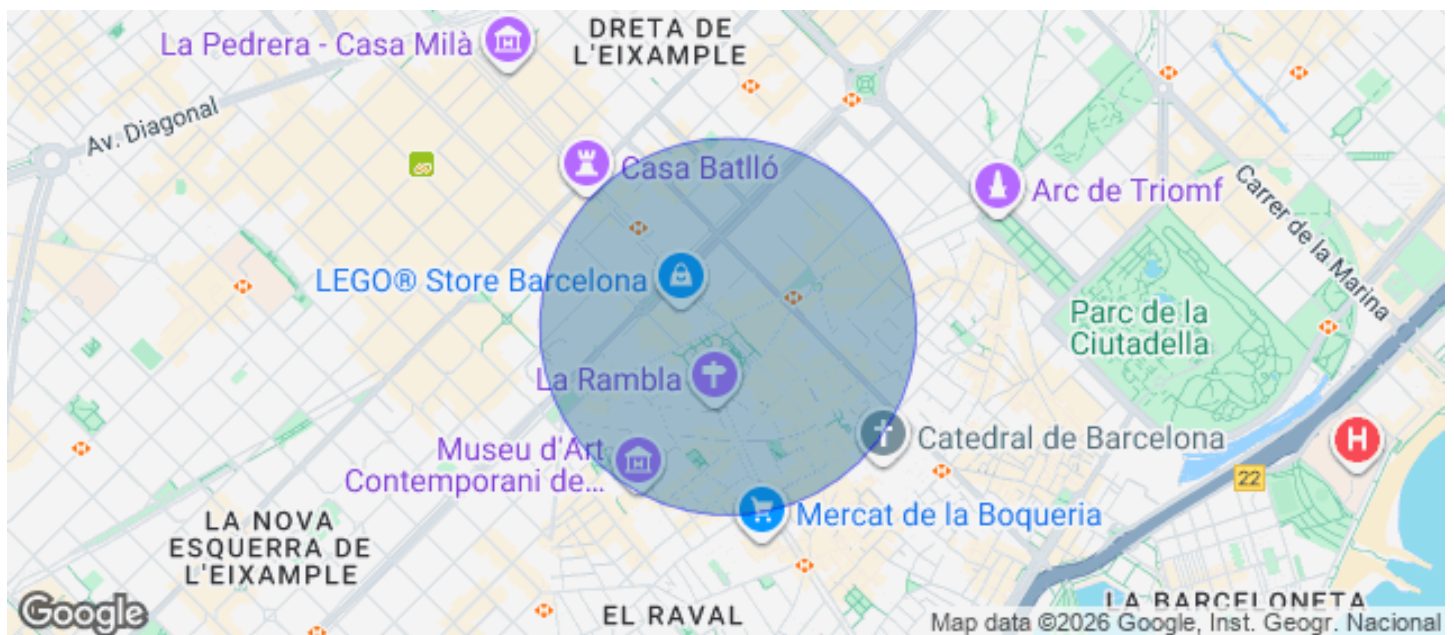 La Pedrera - Casa Milà
DRETA DE
L'EIXAMPLE
Av. Diagonal
Casa Batlló
Arc de Triomf
Carrer de la Marina
LEGO® Store Barcelona
Parc de la
Ciutadella
La Rambla
Museu d'Art
Contemporani de...
Catedral de Barcelona
H
22
Mercat de la Boqueria
LA NOVA
ESQUERRA DE
L'EIXAMPLE
EL RAVAL
LA BARCELONETA
Google
Map data ©2026 Google, Inst. Geogr. Nacional